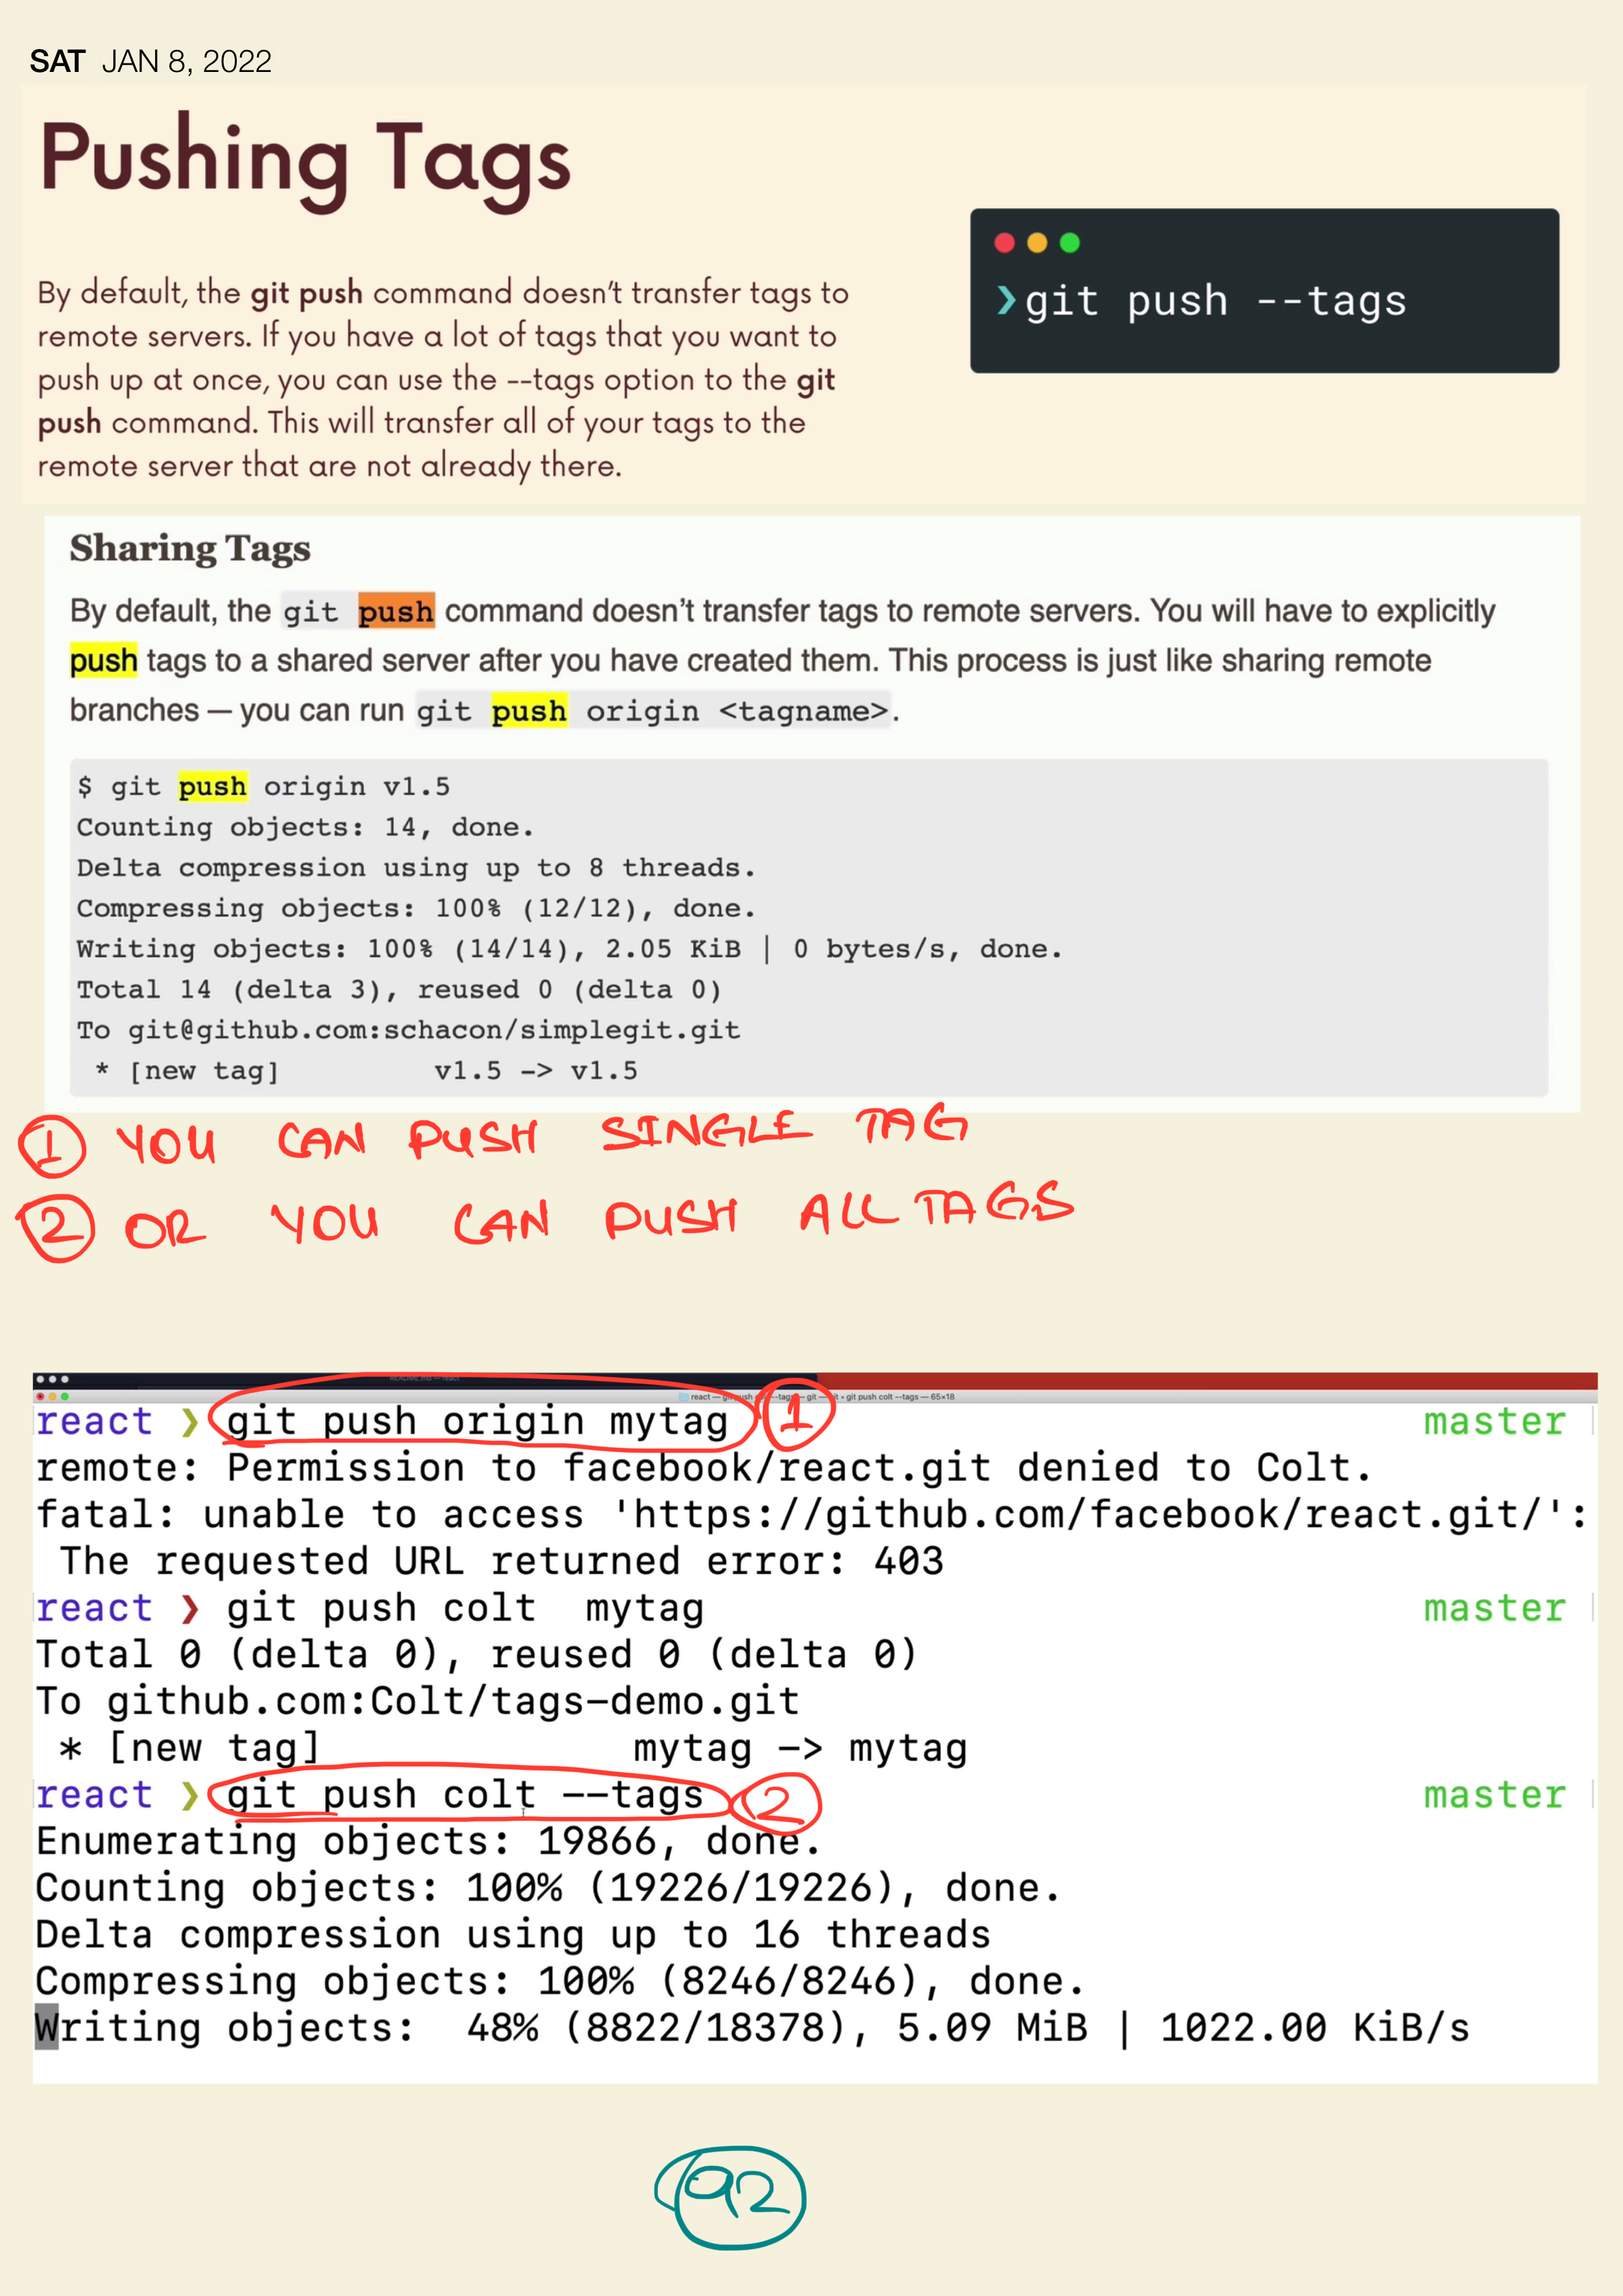 SAT JAN 8, 2022
Pushing Tags
By default, the git push command doesn't transfer tags to
remote servers. If you have a lot of tags that you want to
push up at once, you can use the --tags option to the git
push command. This will transfer all of your tags to the
remote server that are not already there.
❯git push --tags
Sharing Tags
By default, the git push command doesn't transfer tags to remote servers. You will have to explicitly
push tags to a shared server after you have created them. This process is just like sharing remote
branches — you can run git push origin <tagname>.
$ git push origin v1.5
Counting objects: 14, done.
Delta compression using up to 8 threads.
Compressing objects: 100% (12/12), done.
Writing objects: 100% (14/14), 2.05 KiB | 0 bytes/s, done.
Total 14 (delta 3), reused 0 (delta 0)
To git@github.com:schacon/simplegit.git
* [new tag] v1.5 -> v1.5
1 YOU CAN PUSH SINGLE TAG
2 OR YOU CAN PUSH ALL TAGS
README.md — react
react — git push --tags — git • git push colt --tags — 65×18
react ❯ git push origin mytag 1 master
remote: Permission to facebook/react.git denied to Colt.
fatal: unable to access 'https://github.com/facebook/react.git/':
The requested URL returned error: 403
react ❯ git push colt mytag master
Total 0 (delta 0), reused 0 (delta 0)
To github.com:Colt/tags-demo.git
* [new tag] mytag -> mytag
react ❯ git push colt --tags 2 master
Enumerating objects: 19866, done.
Counting objects: 100% (19226/19226), done.
Delta compression using up to 16 threads
Compressing objects: 100% (8246/8246), done.
Writing objects: 48% (8822/18378), 5.09 MiB | 1022.00 KiB/s
92